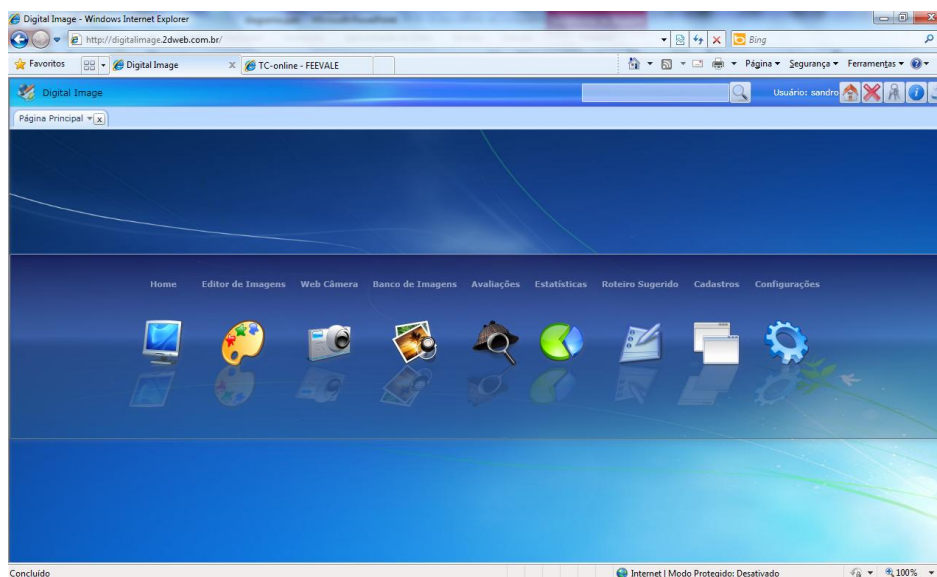 Digital Image - Windows Internet Explorer
http://digitalimage.2dweb.com.br/
Bing
Favoritos
Digital Image
TC-online - FEEVALE
Página
Segurança
Ferramentas
Digital Image
Usuário: sandro
Página Principal
Home
Editor de Imagens
Web Câmera
Banco de Imagens
Avaliações
Estatísticas
Roteiro Sugerido
Cadastros
Configurações
Concluído
Internet | Modo Protegido: Desativado
100%